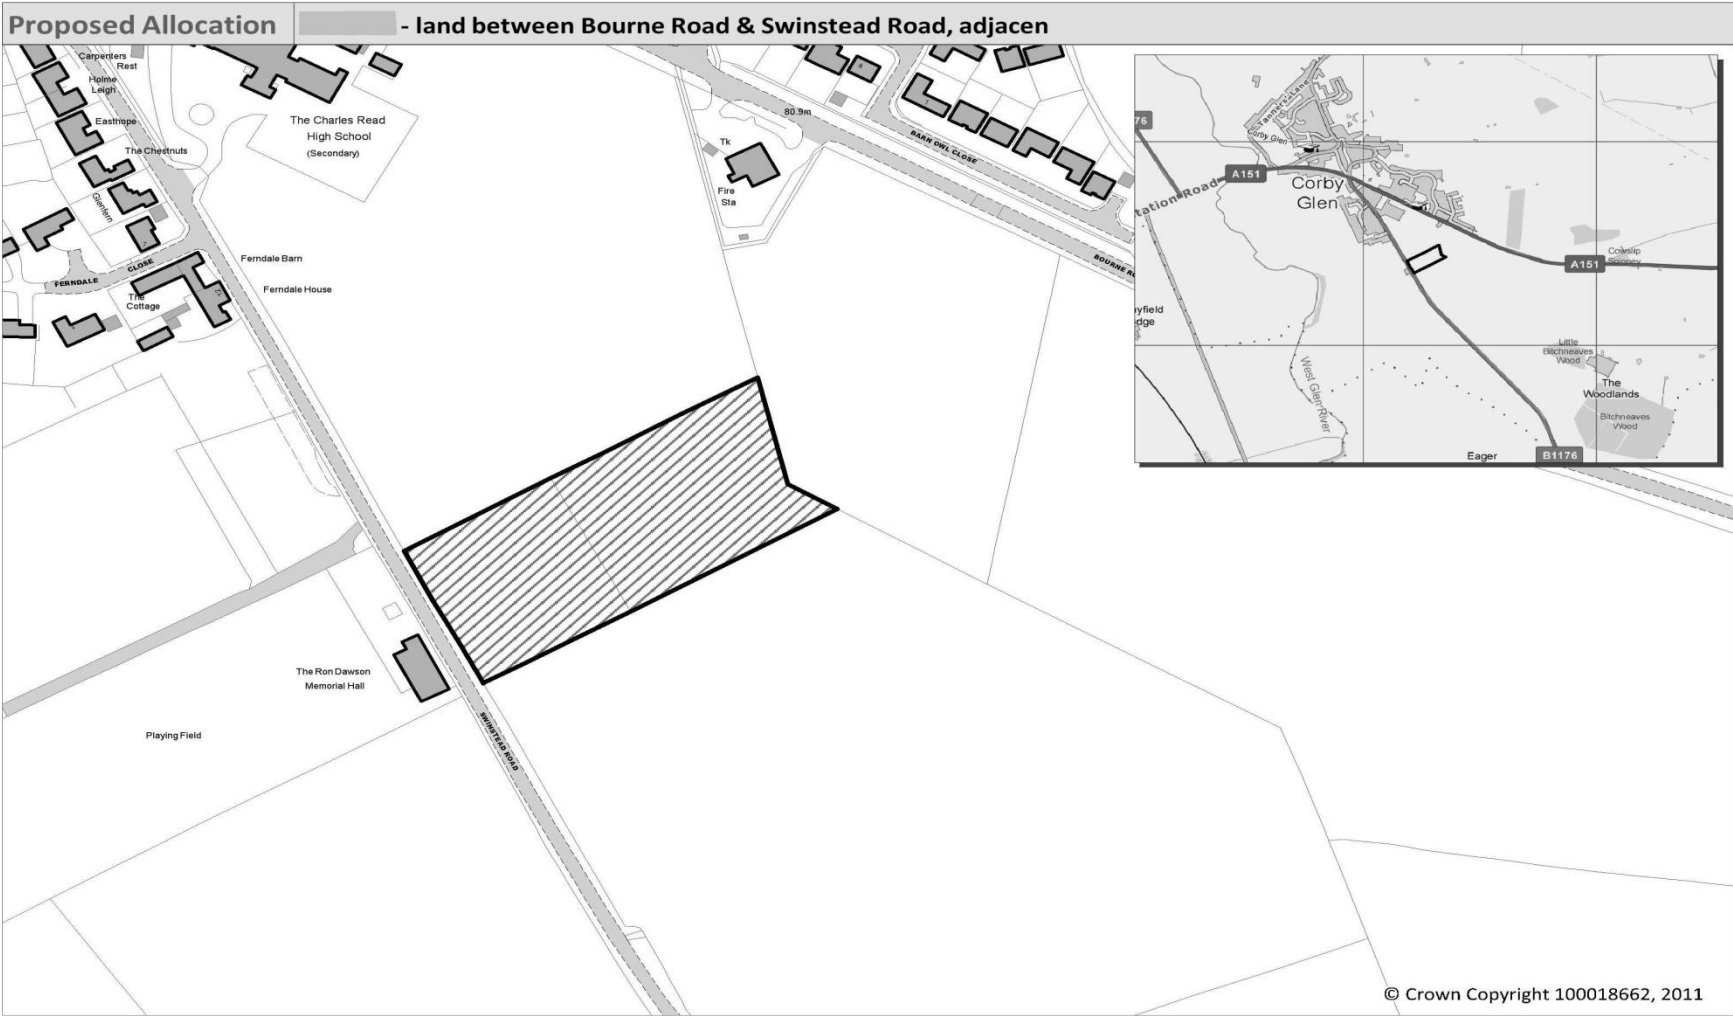 Proposed Allocation - land between Bourne Road & Swinstead Road, adjacen
Carpenters
Rest
Holme
Leigh
Easthope
The Chestnuts
Glenfern
7
FERNDALE CLOSE
The
Cottage
12
Ferndale Barn
Ferndale House
The Charles Read
High School
(Secondary)
Tk
Fire
Sta
80.9m
6
1
BARN OWL CLOSE
BOURNE RO
The Ron Dawson
Memorial Hall
Playing Field
SWINSTEAD ROAD
76
Tanners Lane
Corby Glen
A151
tation Road
Corby
Glen
Cowslip
Spinney
A151
yfield
dge
West Glen River
Little
Bitchneaves
Wood
The
Woodlands
Bitchneaves
Wood
Eager
B1176
© Crown Copyright 100018662, 2011